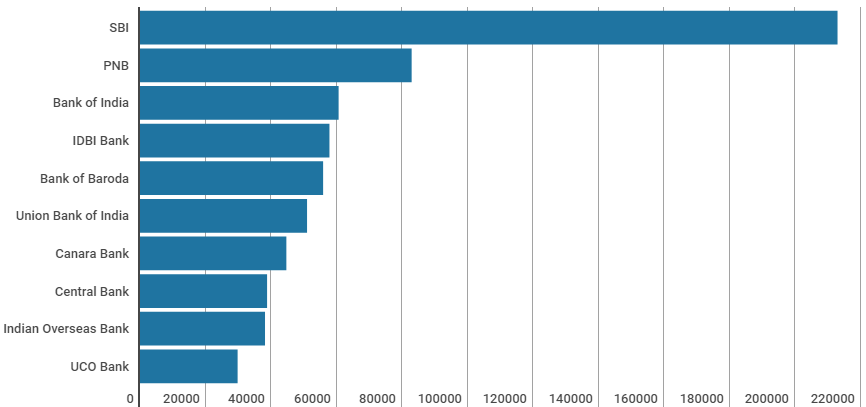 SBI
PNB
Bank of India
IDBI Bank
Bank of Baroda
Union Bank of India
Canara Bank
Central Bank
Indian Overseas Bank
UCO Bank
0 20000 40000 60000 80000 100000 120000 140000 160000 180000 200000 220000